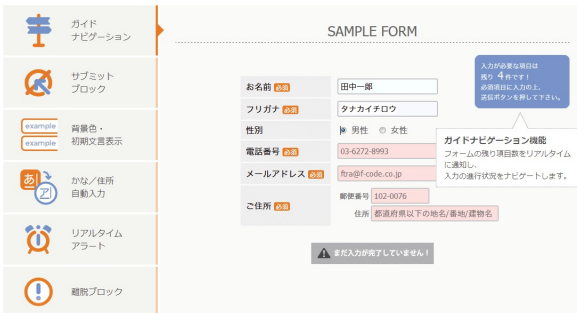 ガイド
ナビゲーション
サブミット
ブロック
example
example
背景色・
初期文言表示
あ
ア
かな／住所
自動入力
リアルタイム
アラート
離脱ブロック
SAMPLE FORM
入力が必要な項目は
残り 4件です！
必須項目に入力の上、
送信ボタンを押して下さい。
お名前 必須 田中一郎
フリガナ 必須 タナカイチロウ
性別 男性 女性
電話番号 必須 03-6272-8993
メールアドレス 必須 ftra@f-code.co.jp
ご住所 必須
郵便番号 102-0076
住所 都道府県以下の地名/番地/建物名
ガイドナビゲーション機能
フォームの残り項目数をリアルタイム
に通知し、
入力の進行状況をナビゲートします。
まだ入力が完了していません！